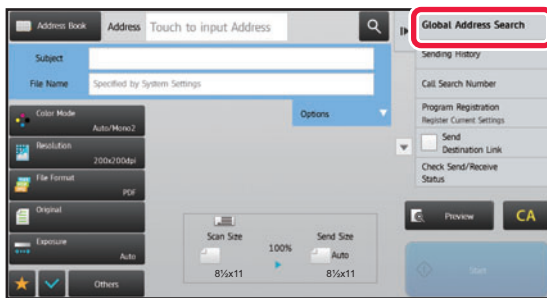 Address Book
Address
Touch to input Address
Subject
File Name
Specified by System Settings
Color Mode
Auto/Mono2
Resolution
200x200dpi
File Format
PDF
Original
Exposure
Auto
Others
Options
Scan Size
8½x11
100%
Send Size
Auto
8½x11
Global Address Search
Sending History
Call Search Number
Program Registration
Register Current Settings
Send
Destination Link
Check Send/Receive
Status
Preview
CA
Start